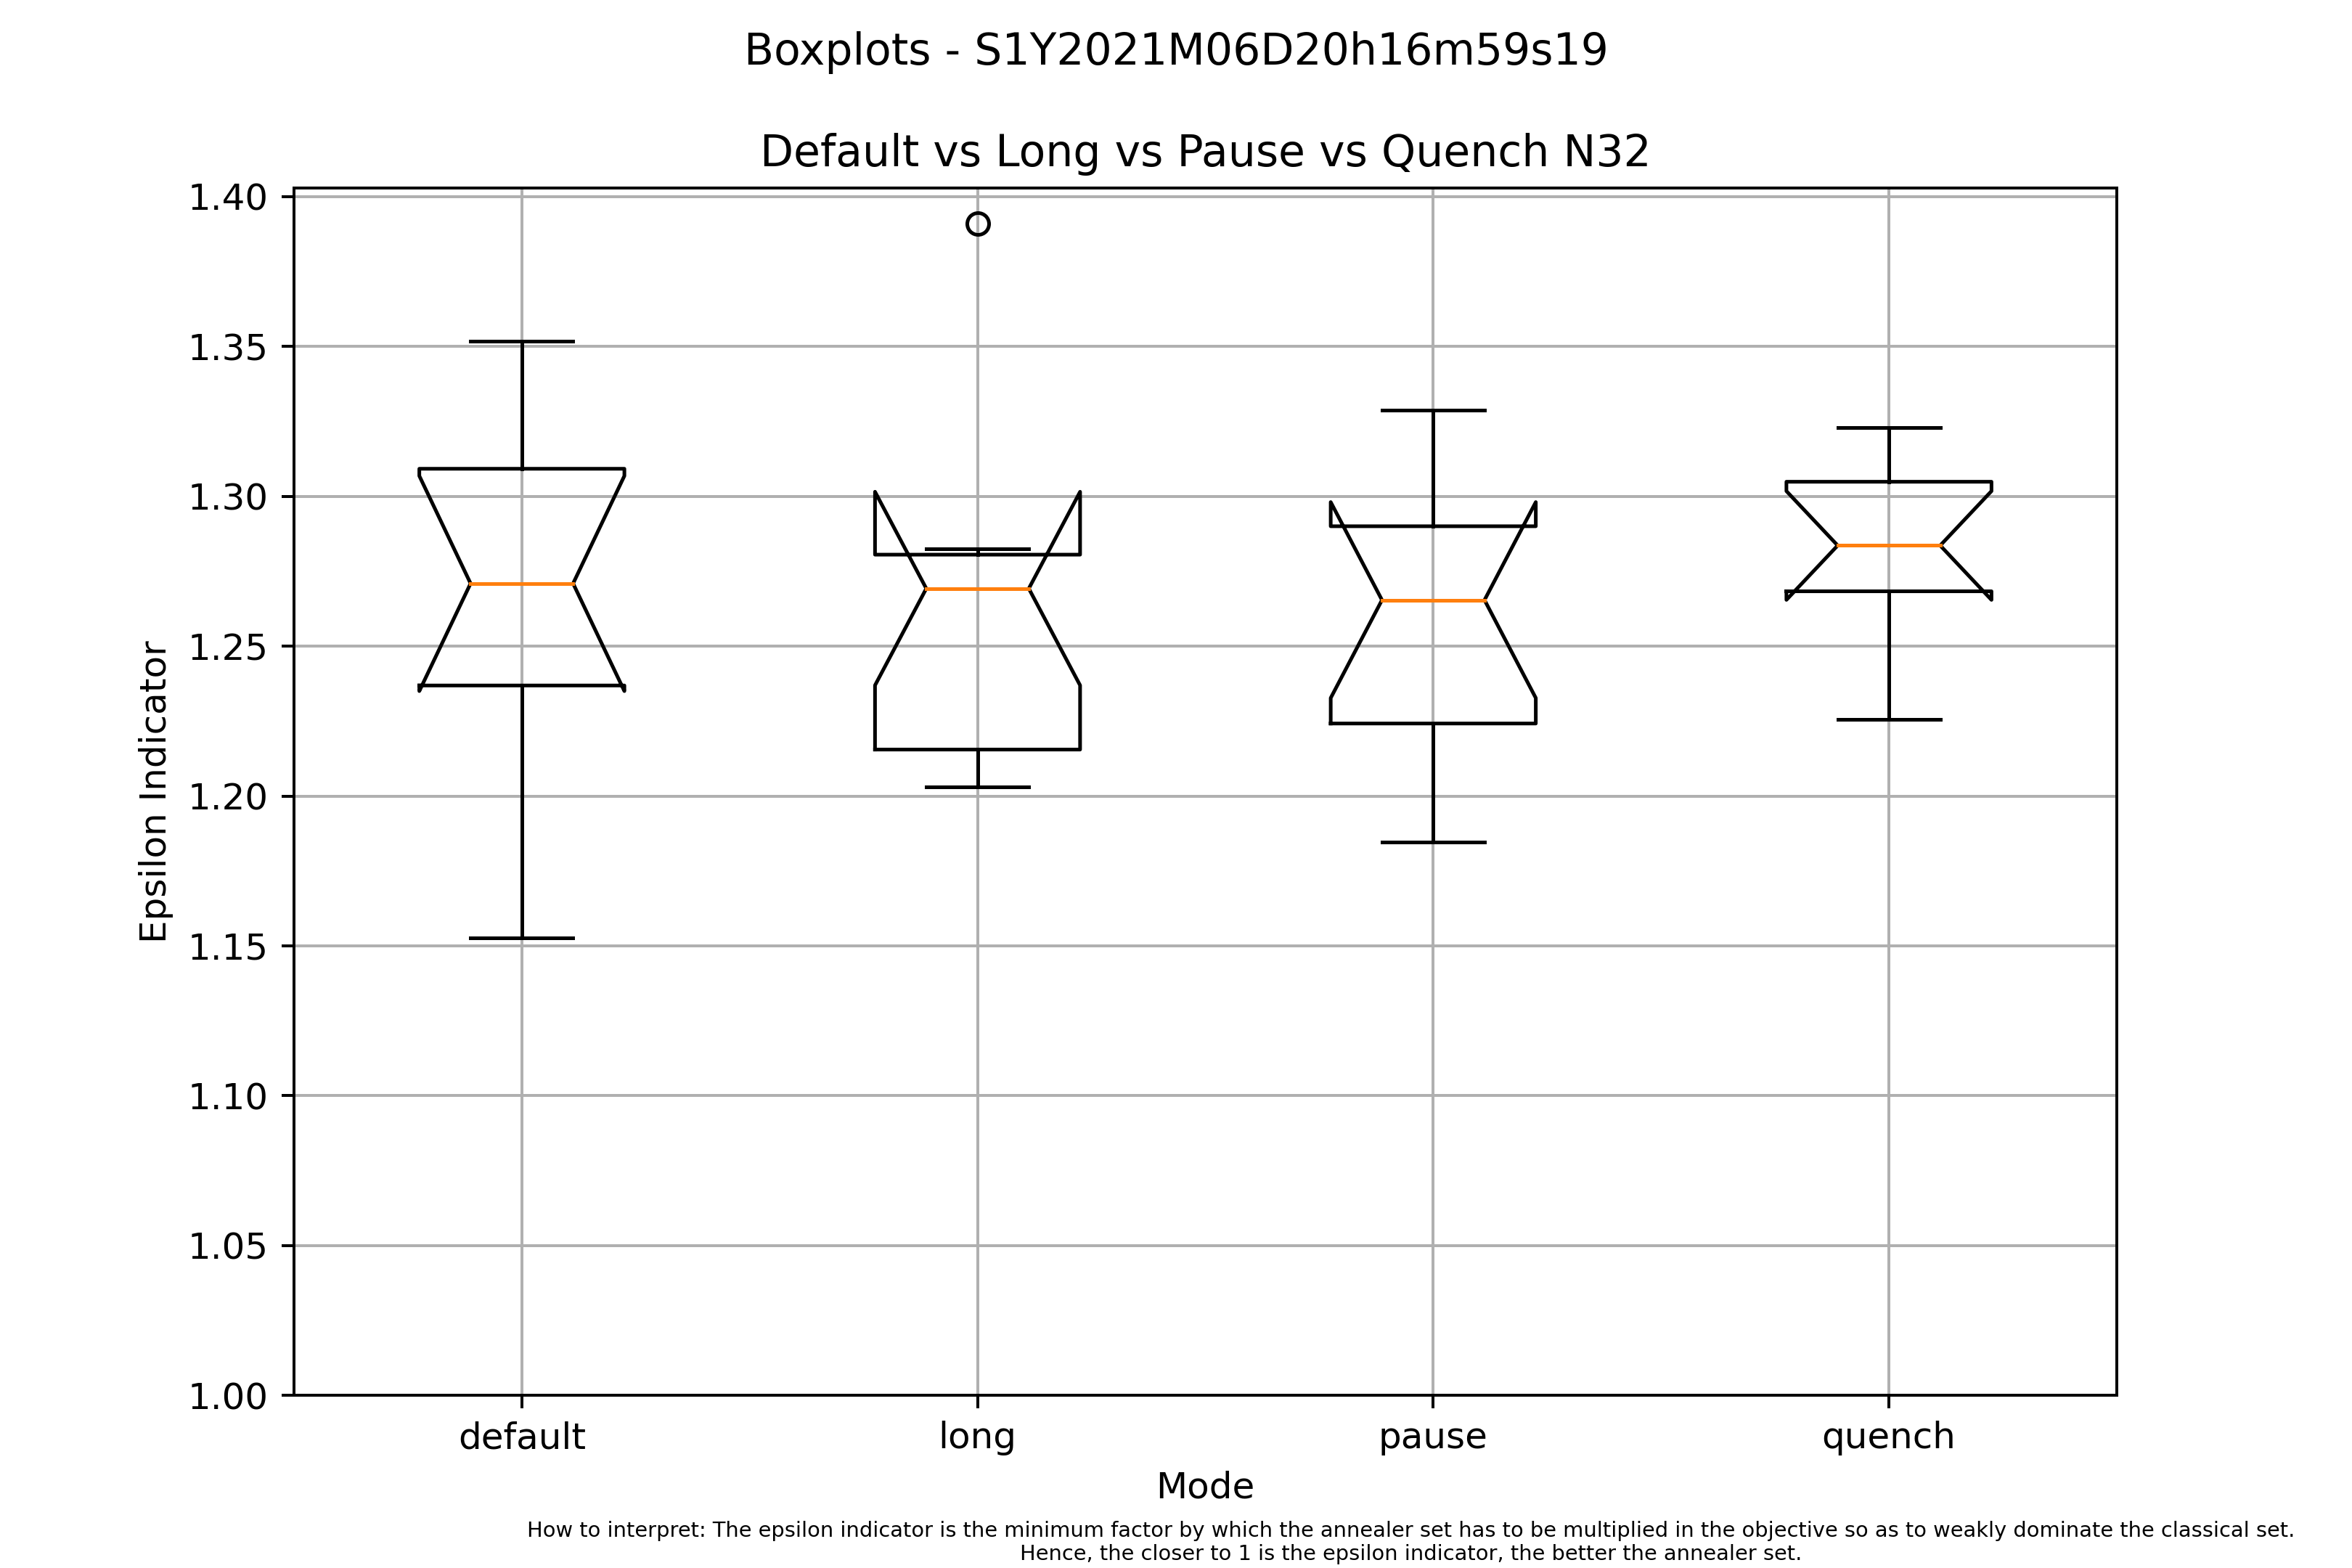 Boxplots - S1Y2021M06D20h16m59s19
Default vs Long vs Pause vs Quench N32
1.40
1.35
1.30
1.25
1.20
1.15
1.10
1.05
1.00
Epsilon Indicator
default long pause quench
Mode
How to interpret: The epsilon indicator is the minimum factor by which the annealer set has to be multiplied in the objective so as to weakly dominate the classical set.
Hence, the closer to 1 is the epsilon indicator, the better the annealer set.